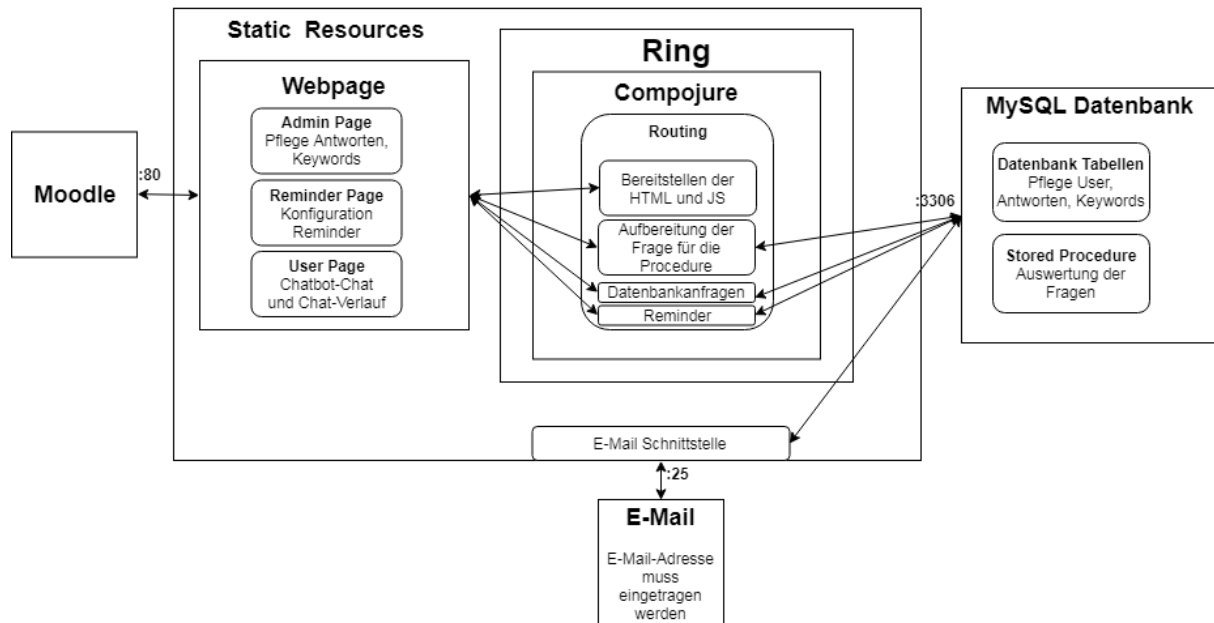 Static Resources
Ring
Webpage
Compojure
MySQL Datenbank
Admin Page
Pflege Antworten,
Keywords
Routing
Datenbank Tabellen
Pflege User,
Antworten, Keywords
Moodle
:80
Reminder Page
Konfiguration
Reminder
Bereitstellen der
HTML und JS
:3306
Aufbereitung der
Frage für die
Procedure
User Page
Chatbot-Chat
und Chat-Verlauf
Stored Procedure
Auswertung der
Fragen
Datenbankanfragen
Reminder
E-Mail Schnittstelle
:25
E-Mail
E-Mail-Adresse
muss
eingetragen
werden